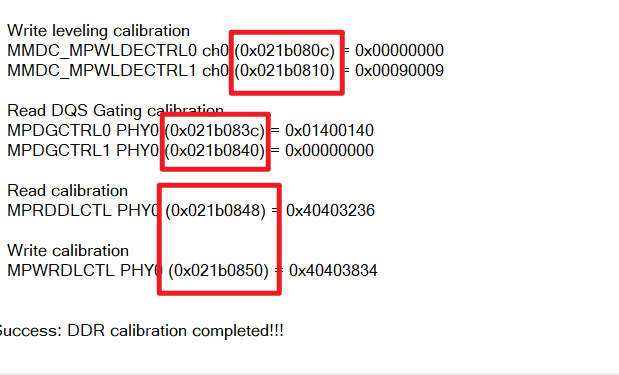 Write leveling calibration
MMDC_MPWLDECTRL0 ch0 (0x021b080c) = 0x00000000
MMDC_MPWLDECTRL1 ch0 (0x021b0810) = 0x00090009
Read DQS Gating calibration
MPDGCTRL0 PHY0 (0x021b083c) = 0x01400140
MPDGCTRL1 PHY0 (0x021b0840) = 0x00000000
Read calibration
MPRDDLCTL PHY0 (0x021b0848) = 0x40403236
Write calibration
MPWRDLCTL PHY0 (0x021b0850) = 0x40403834
Success: DDR calibration completed!!!